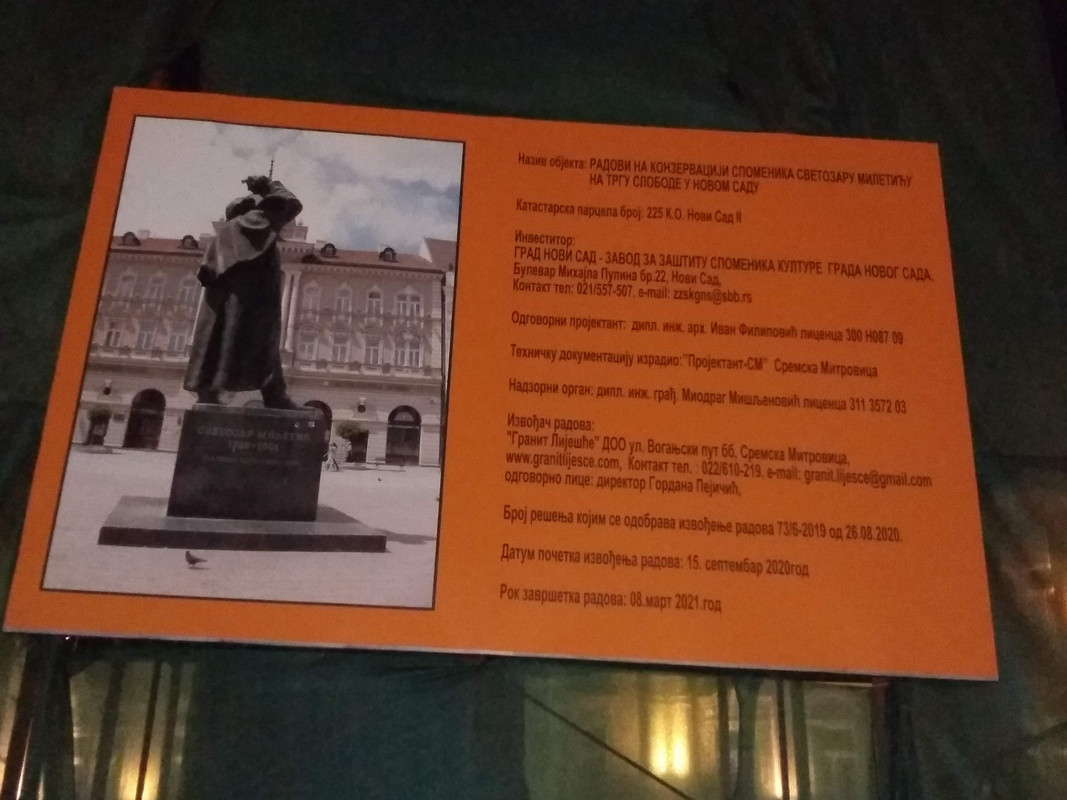 Назив објекта: РАДОВИ НА КОНЗЕРВАЦИЈИ СПОМЕНИКА СВЕТОЗАРУ МИЛЕТИЋУ
НА ТРГУ СЛОБОДЕ У НОВОМ САДУ
Катастарска парцела број: 225 К.О. Нови Сад II
Инвеститор:
ГРАД НОВИ САД - ЗАВОД ЗА ЗАШТИТУ СПОМЕНИКА КУЛТУРЕ ГРАДА НОВОГ САДА,
Булевар Михајла Пупина бр.22, Нови Сад,
Контакт тел: 021/557-507, e-mail: zzskgns@sbb.rs
Одговорни пројектант: дипл. инж. арх. Иван Филиповић лиценца 300 Н087 09
Техничку документацију израдио:"Пројектант-СМ" Сремска Митровица
Надзорни орган: дипл. инж. грађ. Миодраг Мишљеновић лиценца 311 3572 03
Извођач радова:
"Гранит Лијешће" ДОО ул. Вогањски пут бб, Сремска Митровица,
www.granitlijesce.com, Контакт тел. : 022/610-219, e-mail: granit.lijesce@gmail.com
одговорно лице: директор Гордана Пејичић,
Број решења којим се одобрава извођење радова 73/6-2019 од 26.08.2020.
Датум почетка извођења радова: 15. септембар 2020год
Рок завршетка радова: 08.март 2021.год
СВЕТОЗАР МИЛЕТИЋ